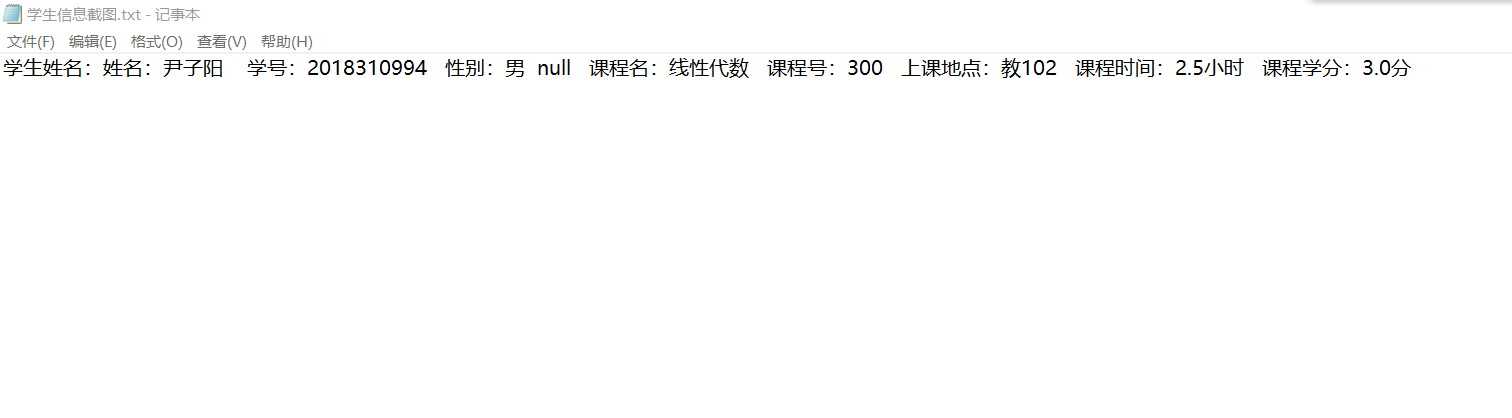 学生信息截图.txt - 记事本
文件(F) 编辑(E) 格式(O) 查看(V) 帮助(H)
学生姓名：姓名：尹子阳 学号：2018310994 性别：男 null 课程名：线性代数 课程号：300 上课地点：教102 课程时间：2.5小时 课程学分：3.0分